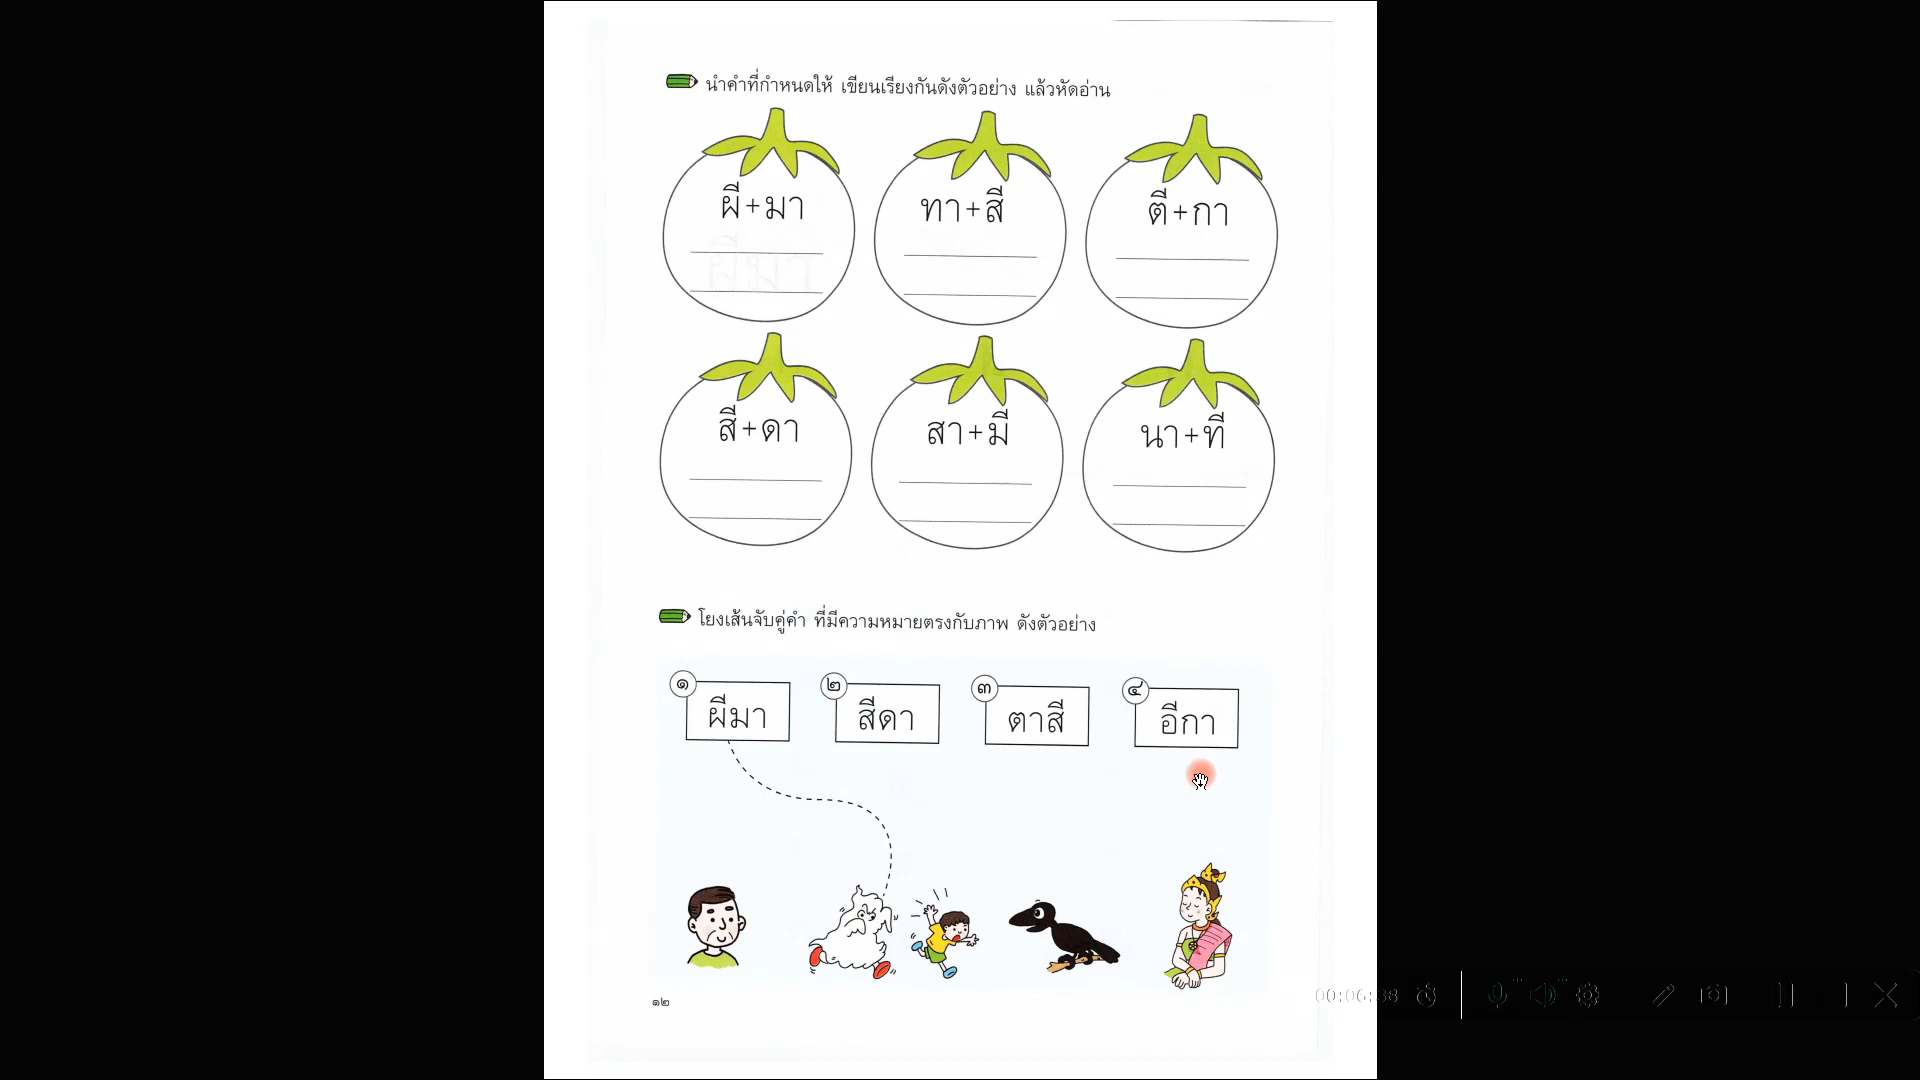 นำคำที่กำหนดให้ เขียนเรียงกันดังตัวอย่าง แล้วหัดอ่าน
ผี+มา ทา+สี ตี+กา
ผีมา
สี+ดา สา+มี นา+ที
โยงเส้นจับคู่คำ ที่มีความหมายตรงกับภาพ ดังตัวอย่าง
๑ ๒ ๓ ๔
ผีมา สีดา ตาสี อีกา
๑๒
00:06:38